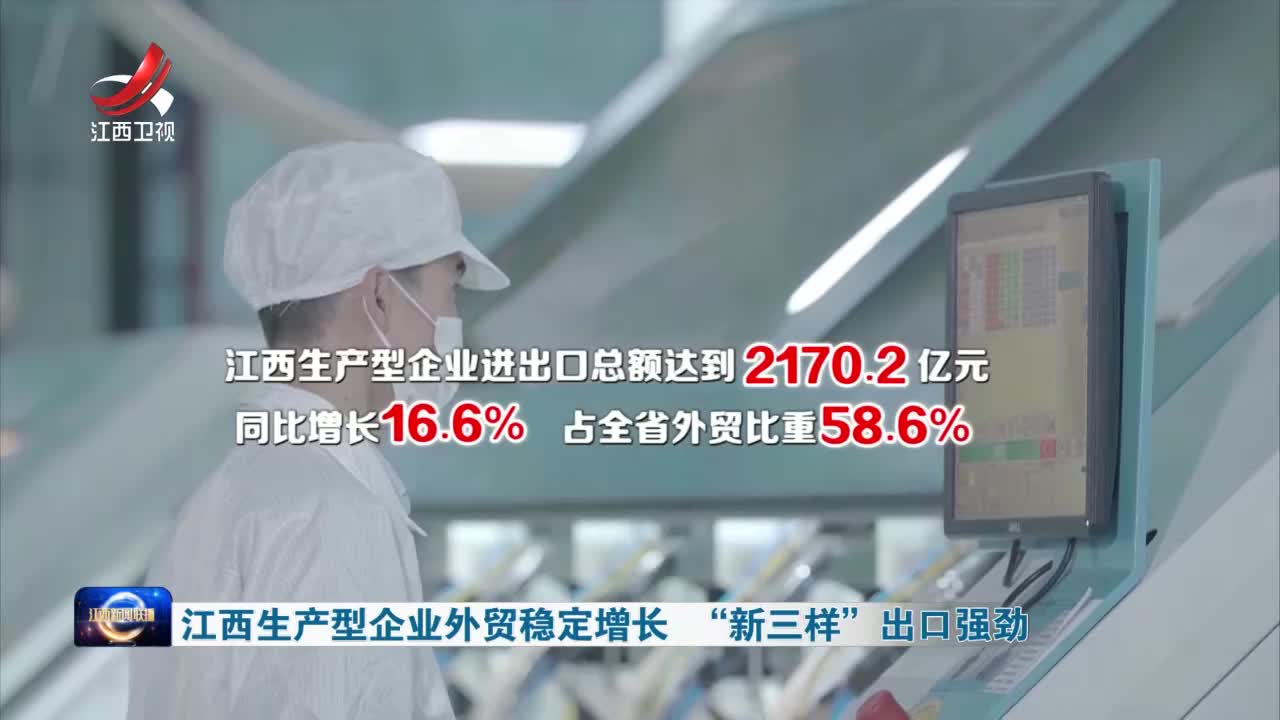 江西卫视
江西生产型企业进出口总额达到2170.2亿元
同比增长16.6% 占全省外贸比重58.6%
江西新闻联播
江西生产型企业外贸稳定增长 “新三样”出口强劲